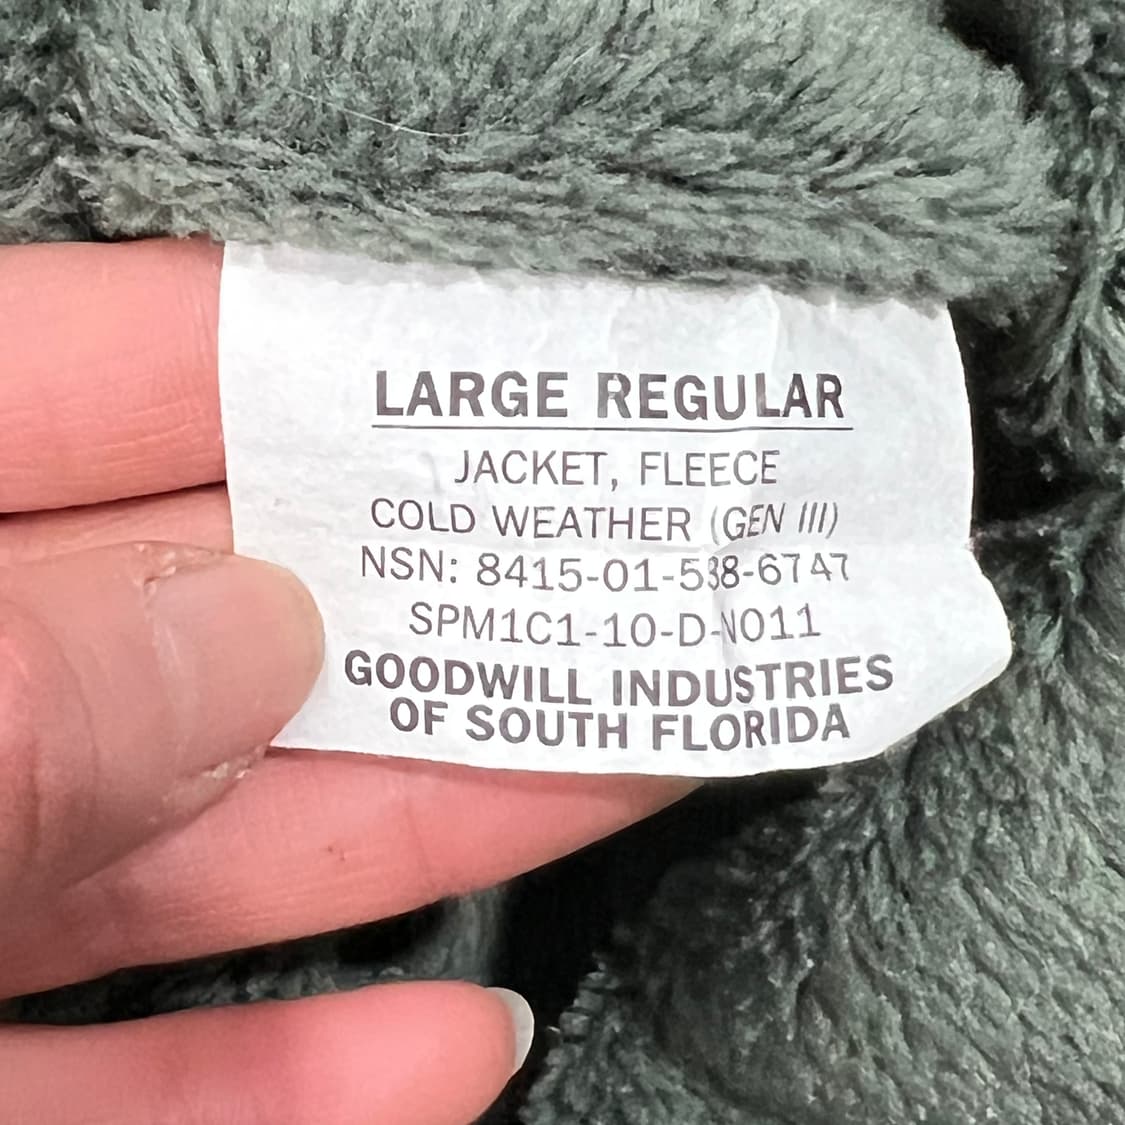 LARGE REGULAR
JACKET, FLEECE
COLD WEATHER (GEN III)
NSN: 8415-01-538-6747
SPM1C1-10-D-N011
GOODWILL INDUSTRIES
OF SOUTH FLORIDA